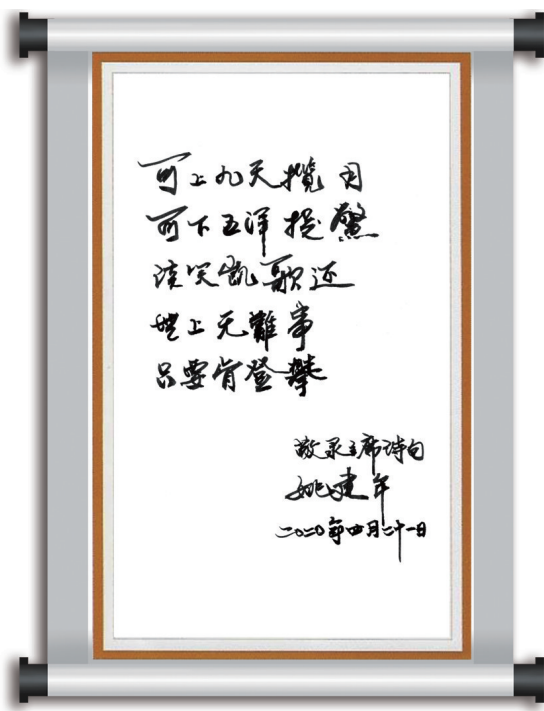 可上九天揽月
可下五洋捉鳖
谈笑凯歌还
世上无難事
只要肯登攀
敬录主席诗句
姚建年
二〇二〇年四月二十一日